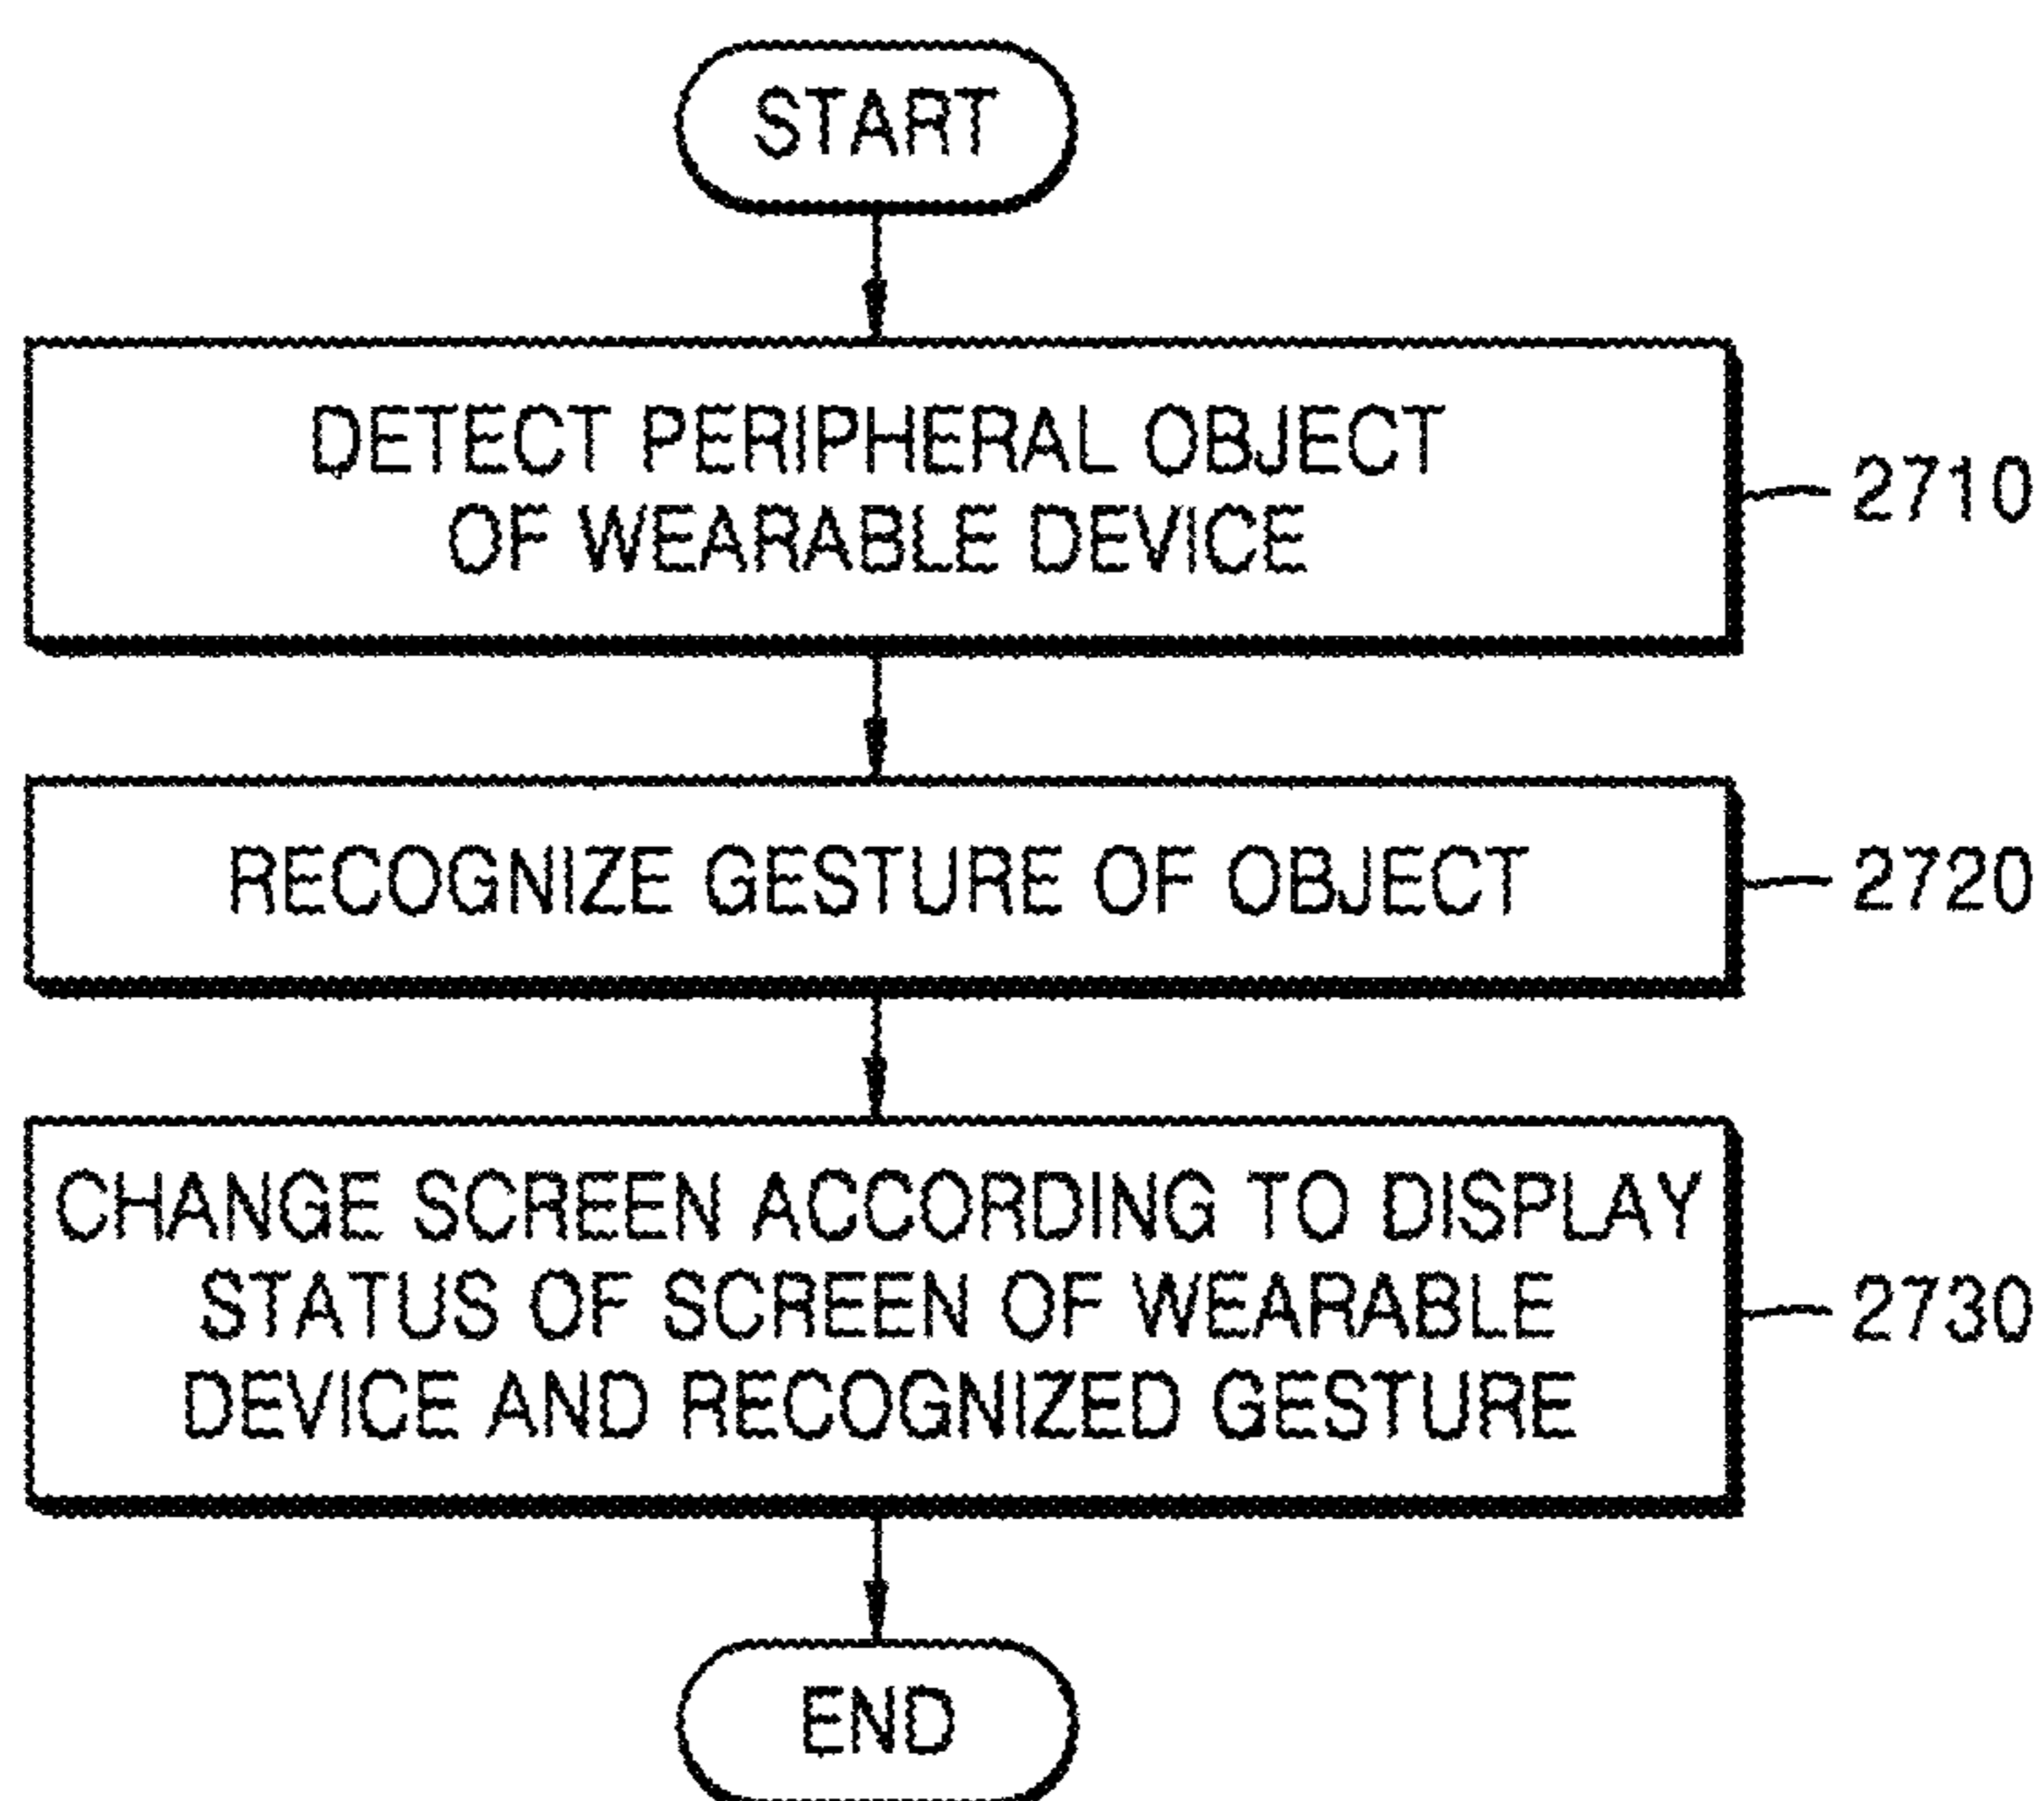 START
DETECT PERIPHERAL OBJECT
OF WEARABLE DEVICE
2710
RECOGNIZE GESTURE OF OBJECT
2720
CHANGE SCREEN ACCORDING TO DISPLAY
STATUS OF SCREEN OF WEARABLE
DEVICE AND RECOGNIZED GESTURE
2730
END